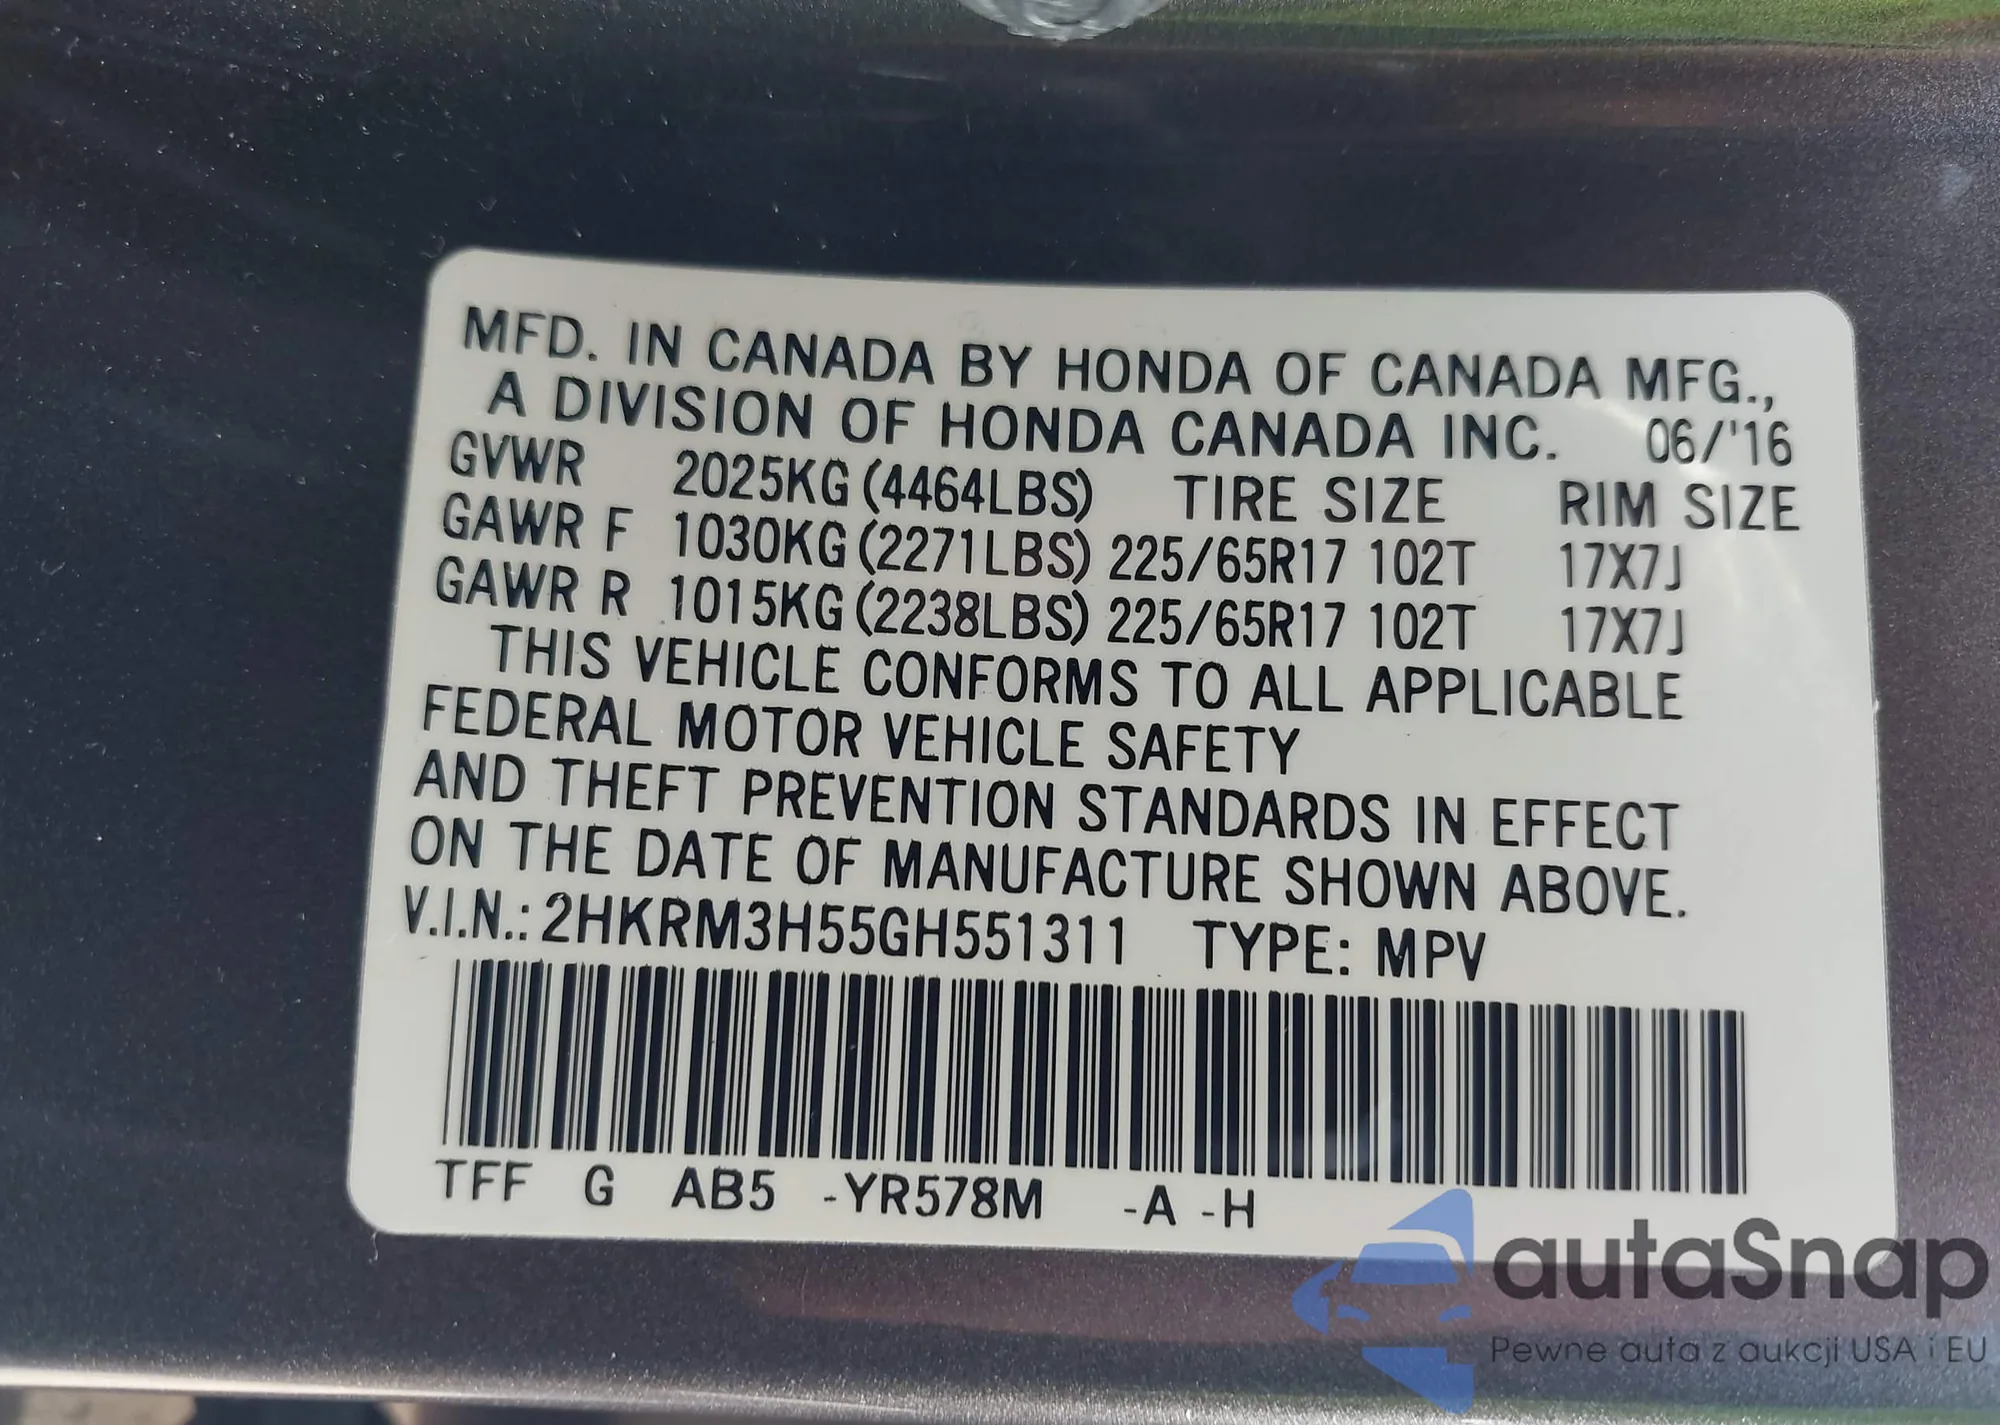 MFD. IN CANADA BY HONDA OF CANADA MFG.,
A DIVISION OF HONDA CANADA INC. 06/'16
GVWR 2025KG (4464LBS) TIRE SIZE RIM SIZE
GAWR F 1030KG (2271LBS) 225/65R17 102T 17X7J
GAWR R 1015KG (2238LBS) 225/65R17 102T 17X7J
THIS VEHICLE CONFORMS TO ALL APPLICABLE
FEDERAL MOTOR VEHICLE SAFETY
AND THEFT PREVENTION STANDARDS IN EFFECT
ON THE DATE OF MANUFACTURE SHOWN ABOVE.
V.I.N.: 2HKRM3H55GH551311 TYPE: MPV
TFF G AB5 -YR578M -A -H
autaSnap
Pewne auta z aukcji USA i EU